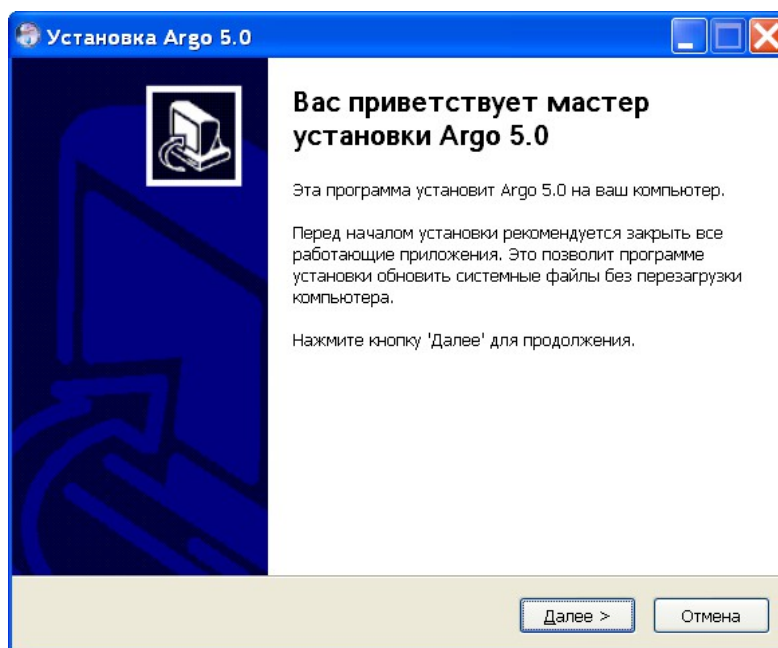 Установка Argo 5.0
Вас приветствует мастер
установки Argo 5.0
Эта программа установит Argo 5.0 на ваш компьютер.
Перед началом установки рекомендуется закрыть все
работающие приложения. Это позволит программе
установки обновить системные файлы без перезагрузки
компьютера.
Нажмите кнопку 'Далее' для продолжения.
Далее >
Отмена